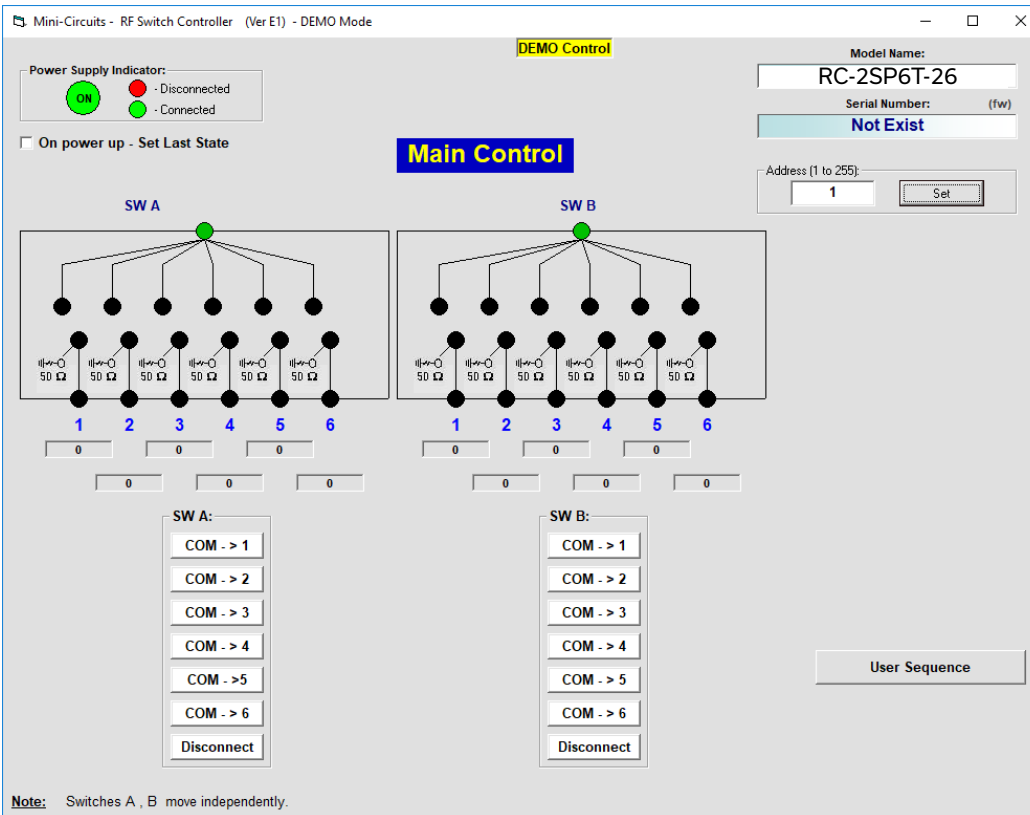 Mini-Circuits - RF Switch Controller (Ver E1) - DEMO Mode
DEMO Control
Power Supply Indicator:
ON
- Disconnected
- Connected
On power up - Set Last State
Model Name:
RC-2SP6T-26
Serial Number: (fw)
Not Exist
Address (1 to 255):
1 Set
Main Control
SW A SW B
50 Ω 50 Ω 50 Ω 50 Ω 50 Ω 50 Ω 50 Ω 50 Ω 50 Ω 50 Ω 50 Ω 50 Ω
1 2 3 4 5 6 1 2 3 4 5 6
0 0 0 0 0 0
0 0 0 0 0 0
SW A:
COM - > 1
COM - > 2
COM - > 3
COM - > 4
COM - >5
COM - > 6
Disconnect
SW B:
COM - > 1
COM - > 2
COM - > 3
COM - > 4
COM - > 5
COM - > 6
Disconnect
User Sequence
Note: Switches A , B move independently.